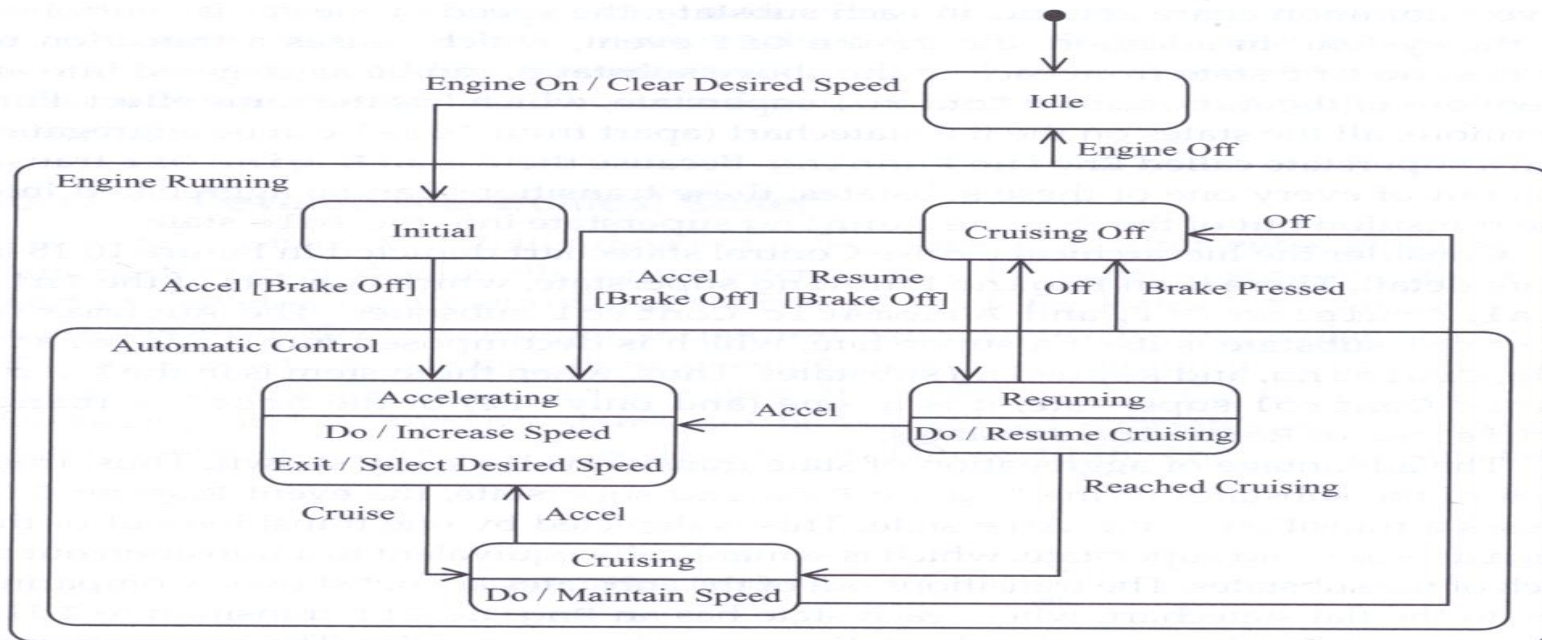 Engine On / Clear Desired Speed
Idle
Engine Off
Engine Running
Initial
Cruising Off
Off
Accel [Brake Off]
Accel
[Brake Off]
Resume
[Brake Off]
Off
Brake Pressed
Automatic Control
Accelerating
Do / Increase Speed
Exit / Select Desired Speed
Accel
Resuming
Do / Resume Cruising
Cruise
Accel
Reached Cruising
Cruising
Do / Maintain Speed